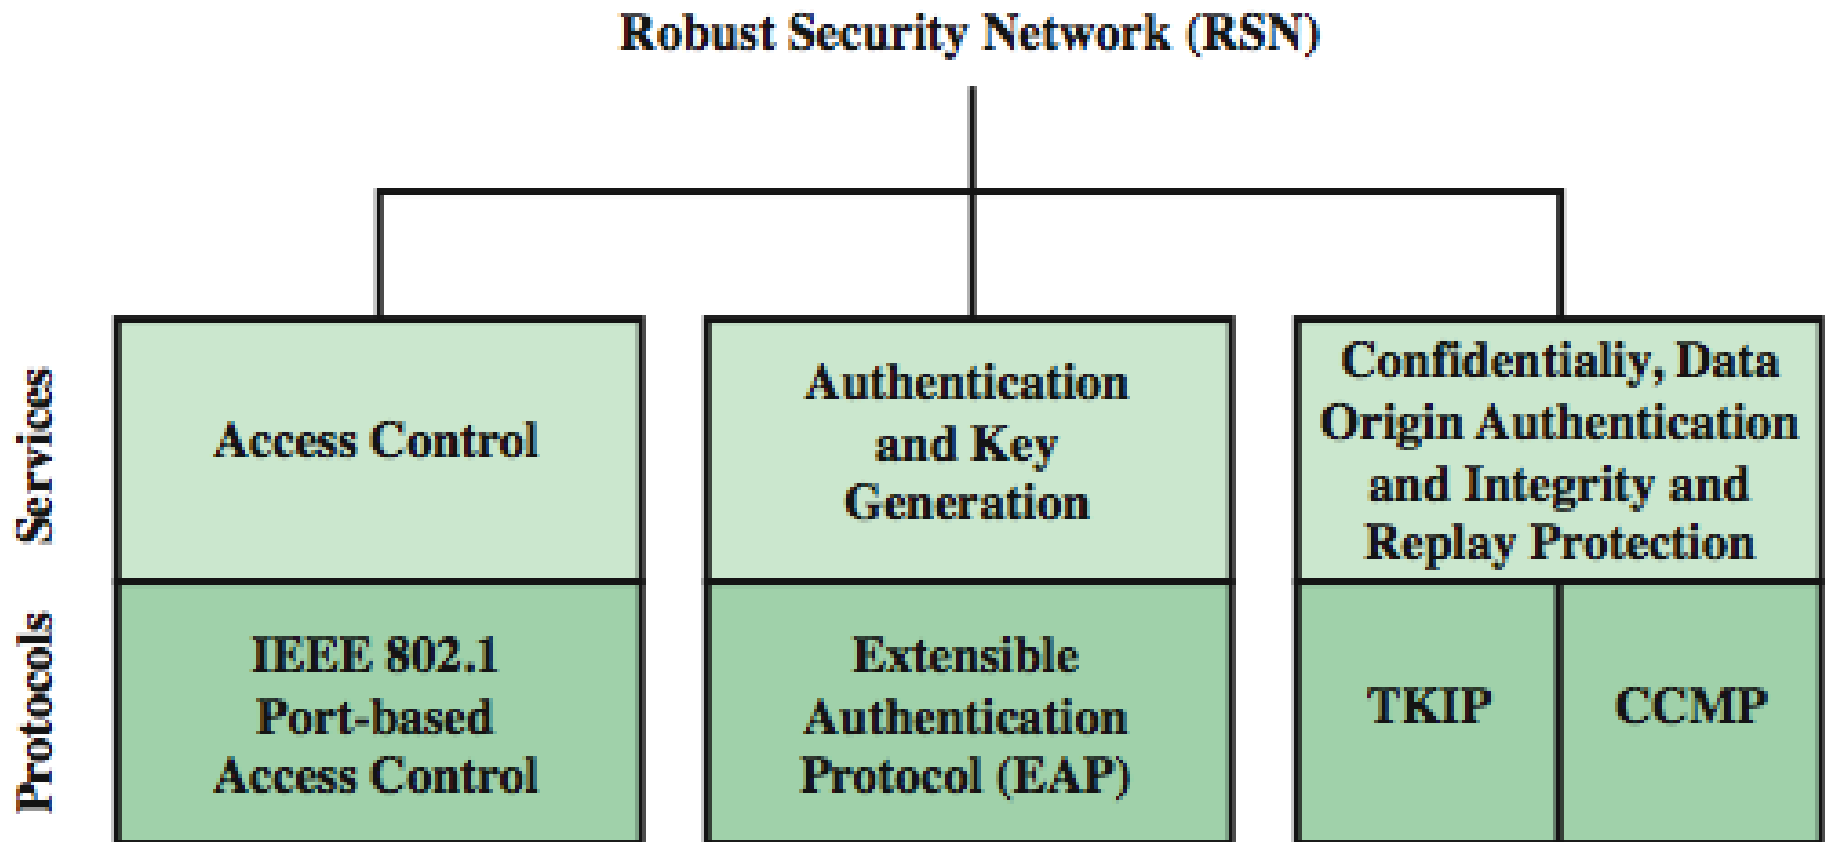 Robust Security Network (RSN)
Services
Access Control
Authentication
and Key
Generation
Confidentialiy, Data
Origin Authentication
and Integrity and
Replay Protection
Protocols
IEEE 802.1
Port-based
Access Control
Extensible
Authentication
Protocol (EAP)
TKIP
CCMP